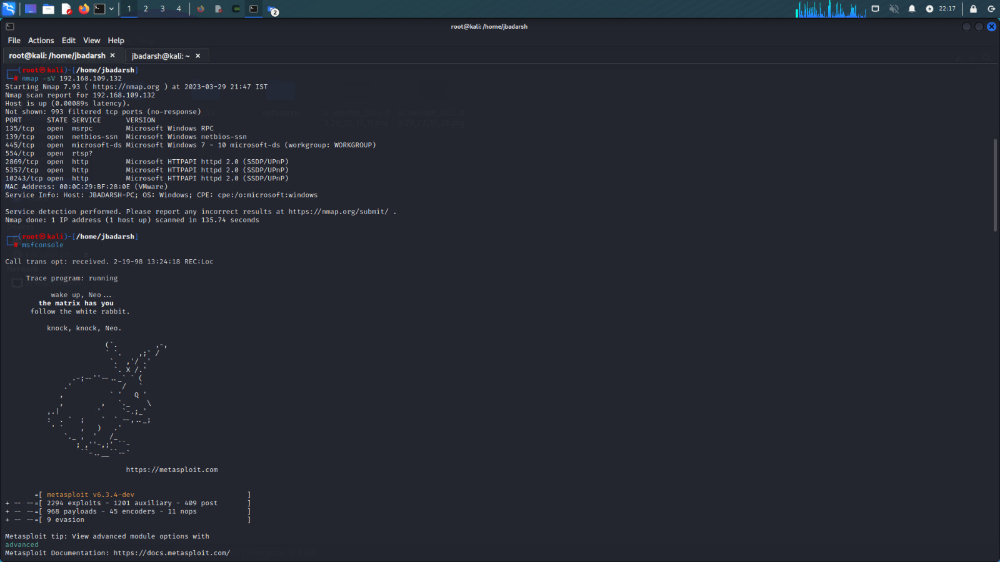 1 2 3 4
2
22:17
root@kali: /home/jbadarsh
File Actions Edit View Help
root@kali: /home/jbadarsh × jbadarsh@kali: ~ ×
┌──(root㉿kali)-[/home/jbadarsh]
└─# nmap -sV 192.168.109.132
Starting Nmap 7.93 ( https://nmap.org ) at 2023-03-29 21:47 IST
Nmap scan report for 192.168.109.132
Host is up (0.00089s latency).
Not shown: 993 filtered tcp ports (no-response)
PORT      STATE SERVICE      VERSION
135/tcp   open  msrpc        Microsoft Windows RPC
139/tcp   open  netbios-ssn  Microsoft Windows netbios-ssn
445/tcp   open  microsoft-ds Microsoft Windows 7 - 10 microsoft-ds (workgroup: WORKGROUP)
554/tcp   open  rtsp?
2869/tcp  open  http         Microsoft HTTPAPI httpd 2.0 (SSDP/UPnP)
5357/tcp  open  http         Microsoft HTTPAPI httpd 2.0 (SSDP/UPnP)
10243/tcp open  http         Microsoft HTTPAPI httpd 2.0 (SSDP/UPnP)
MAC Address: 00:0C:29:BF:28:0E (VMware)
Service Info: Host: JBADARSH-PC; OS: Windows; CPE: cpe:/o:microsoft:windows
Service detection performed. Please report any incorrect results at https://nmap.org/submit/ .
Nmap done: 1 IP address (1 host up) scanned in 135.74 seconds
┌──(root㉿kali)-[/home/jbadarsh]
└─# msfconsole
Call trans opt: received. 2-19-98 13:24:18 REC:Loc
Trace program: running
wake up, Neo...
the matrix has you
follow the white rabbit.
knock, knock, Neo.
https://metasploit.com
=[ metasploit v6.3.4-dev ]
+ -- --=[ 2294 exploits - 1201 auxiliary - 409 post ]
+ -- --=[ 968 payloads - 45 encoders - 11 nops ]
+ -- --=[ 9 evasion ]
Metasploit tip: View advanced module options with
advanced
Metasploit Documentation: https://docs.metasploit.com/